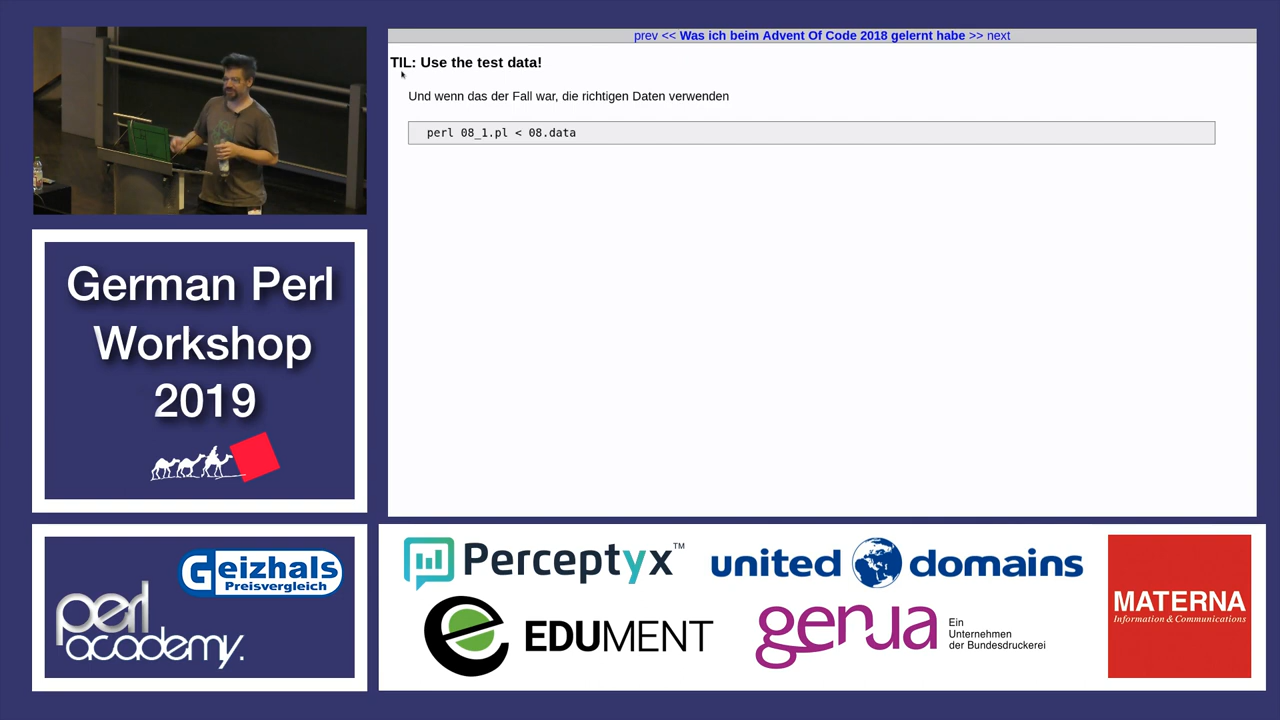 prev << Was ich beim Advent Of Code 2018 gelernt habe >> next
TIL: Use the test data!
Und wenn das der Fall war, die richtigen Daten verwenden
perl 08_1.pl < 08.data
German Perl
Workshop
2019
Geizhals
Preisvergleich
perl
academy.
Perceptyx™
united domains
EDUMENT
genua
Ein
Unternehmen
der Bundesdruckerei
MATERNA
Information & Communications